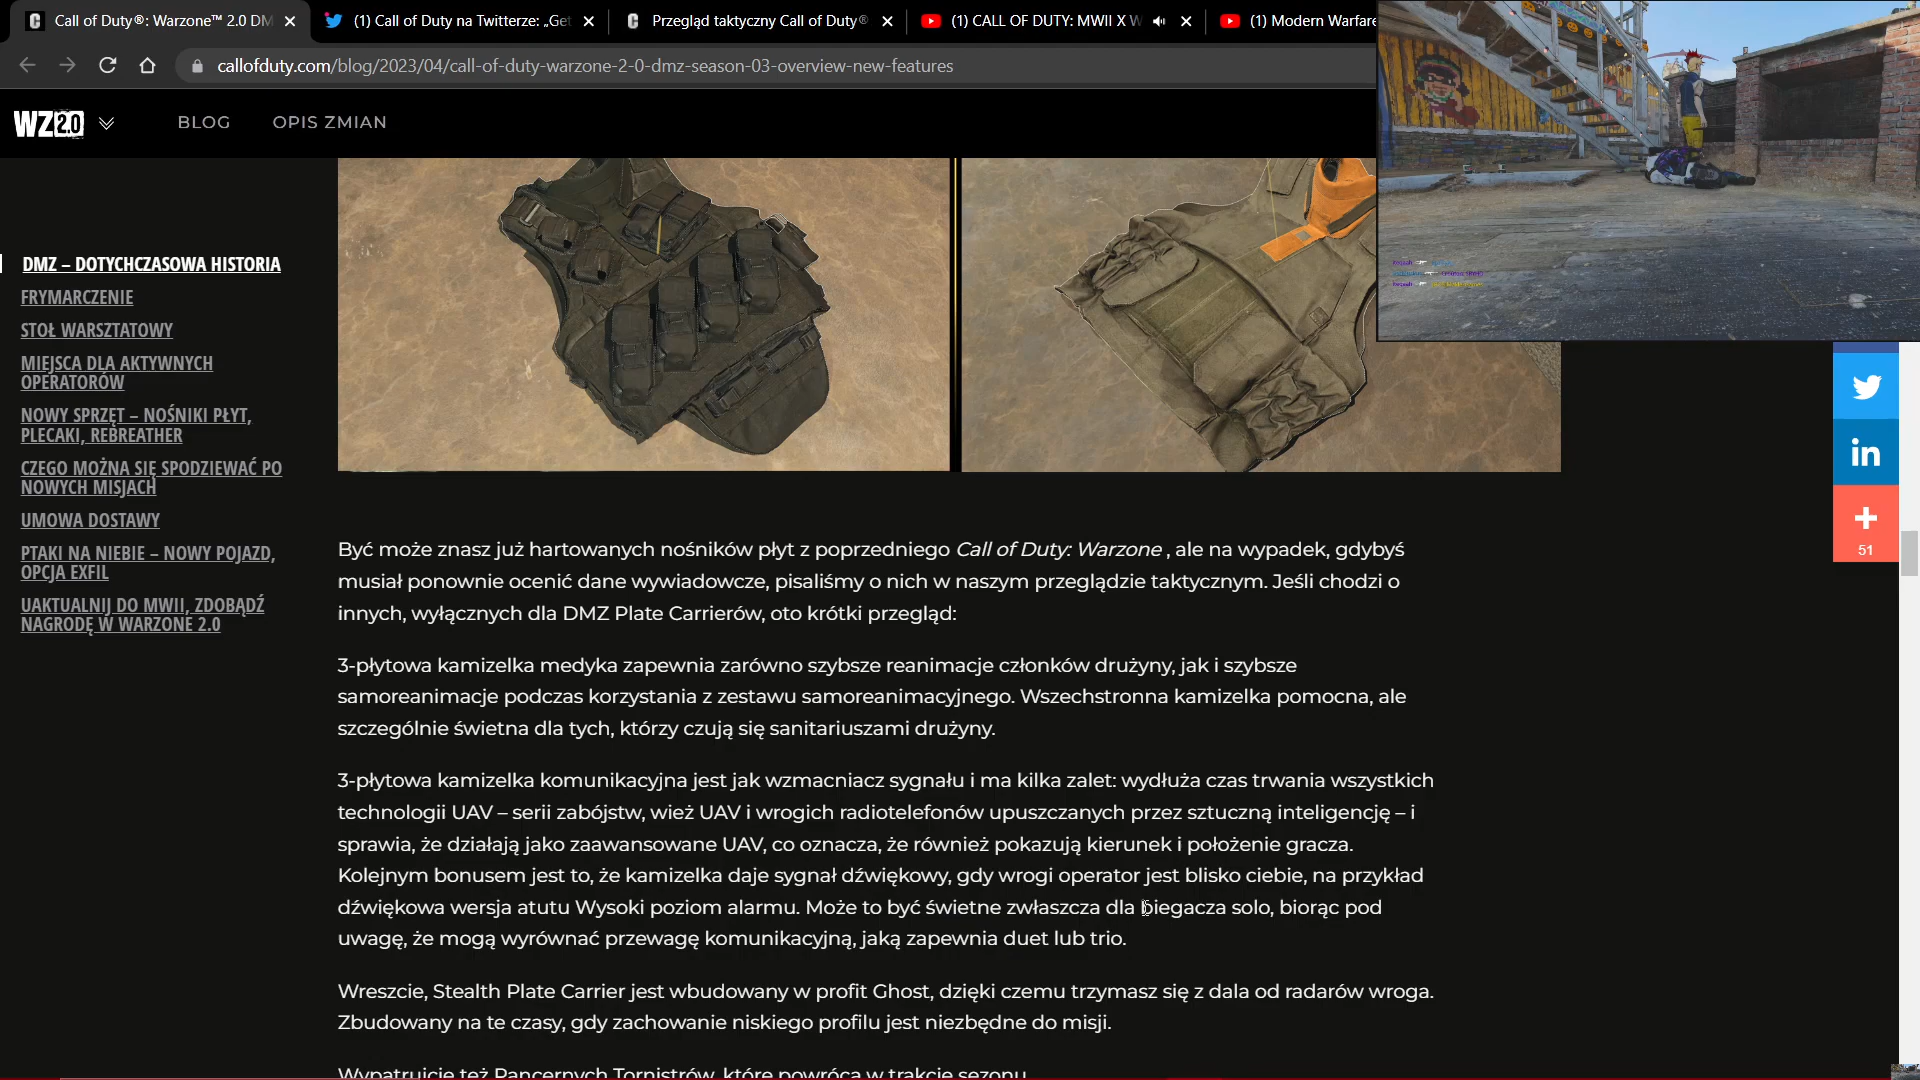 Call of Duty®: Warzone™ 2.0 DM
(1) Call of Duty na Twitterze: „Get
Przegląd taktyczny Call of Duty®
(1) CALL OF DUTY: MWII X W
(1) Modern Warfare
callofduty.com/blog/2023/04/call-of-duty-warzone-2-0-dmz-season-03-overview-new-features
WZ2.0
BLOG
OPIS ZMIAN
DMZ – DOTYCHCZASOWA HISTORIA
FRYMARCZENIE
STOŁ WARSZTATOWY
MIEJSCA DLA AKTYWNYCH
OPERATORÓW
NOWY SPRZĘT – NOŚNIKI PŁYT,
PLECAKI, REBREATHER
CZEGO MOŻNA SIĘ SPODZIEWAĆ PO
NOWYCH MISJACH
UMOWA DOSTAWY
PTAKI NA NIEBIE – NOWY POJAZD,
OPCJA EXFIL
UAKTUALNIJ DO MWII, ZDOBĄDŹ
NAGRODĘ W WARZONE 2.0
51
Być może znasz już hartowanych nośników płyt z poprzedniego Call of Duty: Warzone , ale na wypadek, gdybyś
musiał ponownie ocenić dane wywiadowcze, pisaliśmy o nich w naszym przeglądzie taktycznym. Jeśli chodzi o
innych, wyłącznych dla DMZ Plate Carrierów, oto krótki przegląd:
3-płytowa kamizelka medyka zapewnia zarówno szybsze reanimacje członków drużyny, jak i szybsze
samoreanimacje podczas korzystania z zestawu samoreanimacyjnego. Wszechstronna kamizelka pomocna, ale
szczególnie świetna dla tych, którzy czują się sanitariuszami drużyny.
3-płytowa kamizelka komunikacyjna jest jak wzmacniacz sygnału i ma kilka zalet: wydłuża czas trwania wszystkich
technologii UAV – serii zabójstw, wież UAV i wrogich radiotelefonów upuszczanych przez sztuczną inteligencję – i
sprawia, że działają jako zaawansowane UAV, co oznacza, że również pokazują kierunek i położenie gracza.
Kolejnym bonusem jest to, że kamizelka daje sygnał dźwiękowy, gdy wrogi operator jest blisko ciebie, na przykład
dźwiękowa wersja atutu Wysoki poziom alarmu. Może to być świetne zwłaszcza dla biegacza solo, biorąc pod
uwagę, że mogą wyrównać przewagę komunikacyjną, jaką zapewnia duet lub trio.
Wreszcie, Stealth Plate Carrier jest wbudowany w profit Ghost, dzięki czemu trzymasz się z dala od radarów wroga.
Zbudowany na te czasy, gdy zachowanie niskiego profilu jest niezbędne do misji.
Wypatrujcie też Pancernych Tornistrów, które powrócą w trakcie sezonu.